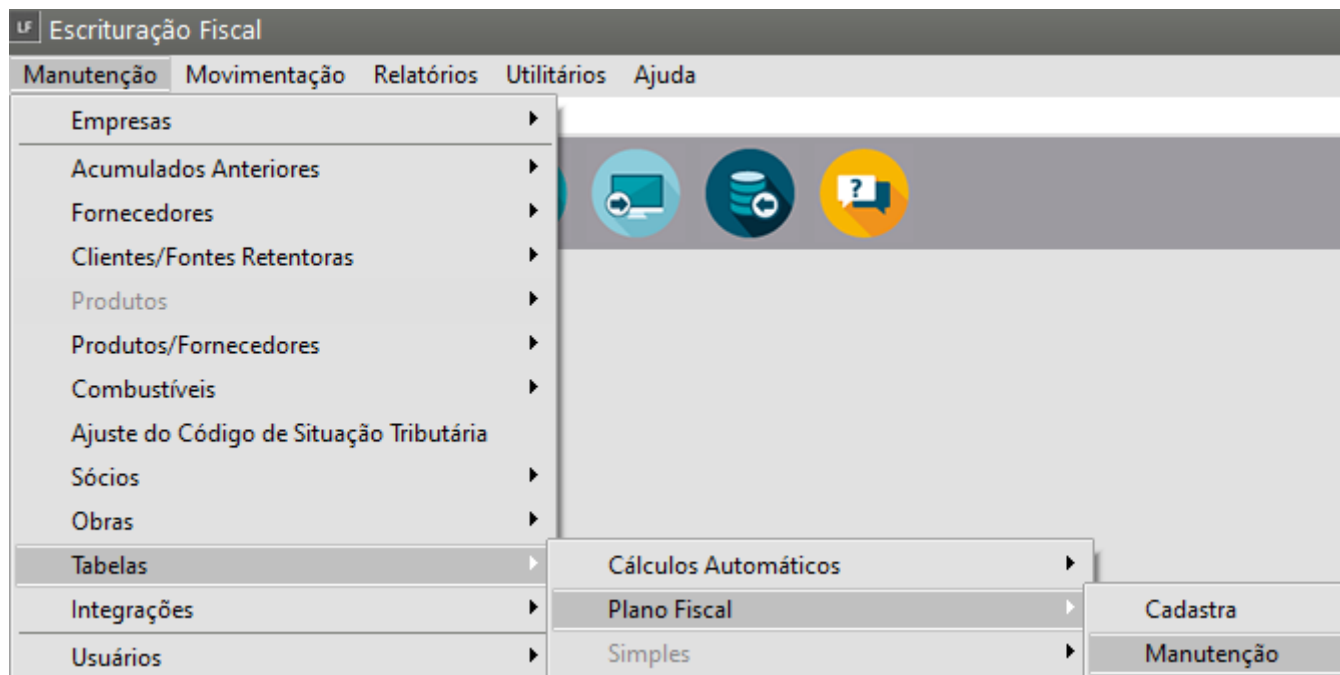 LF Escrituração Fiscal
Manutenção Movimentação Relatórios Utilitários Ajuda
Empresas
Acumulados Anteriores
Fornecedores
Clientes/Fontes Retentoras
Produtos
Produtos/Fornecedores
Combustíveis
Ajuste do Código de Situação Tributária
Sócios
Obras
Tabelas Cálculos Automáticos
Integrações Plano Fiscal Cadastra
Usuários Simples Manutenção
?